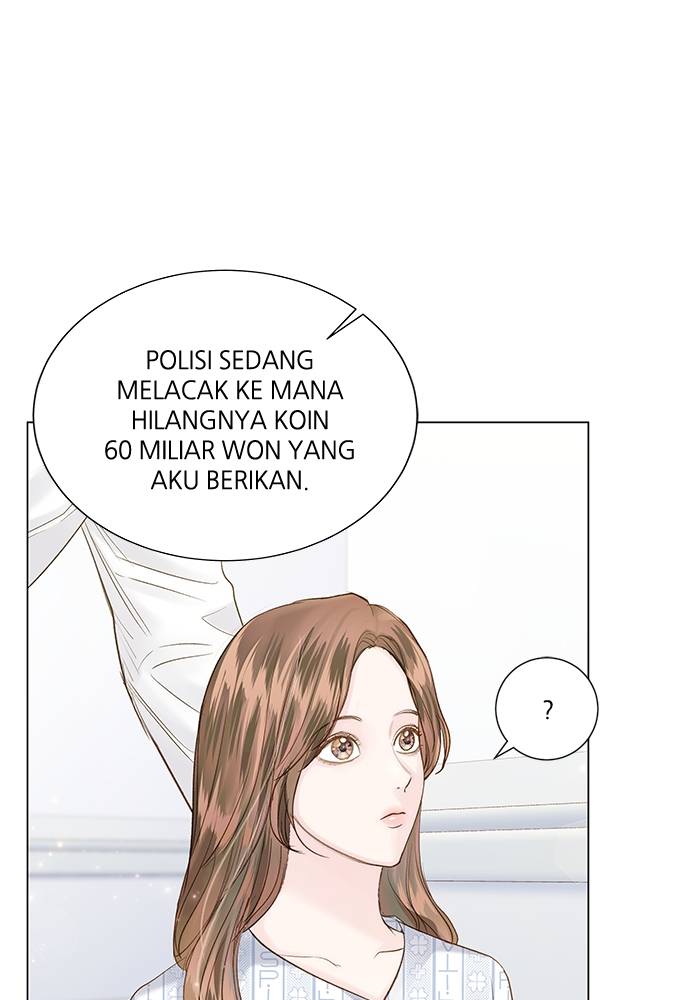 POLISI SEDANG
MELACAK KE MANA
HILANGNYA KOIN
60 MILIAR WON YANG
AKU BERIKAN.
?